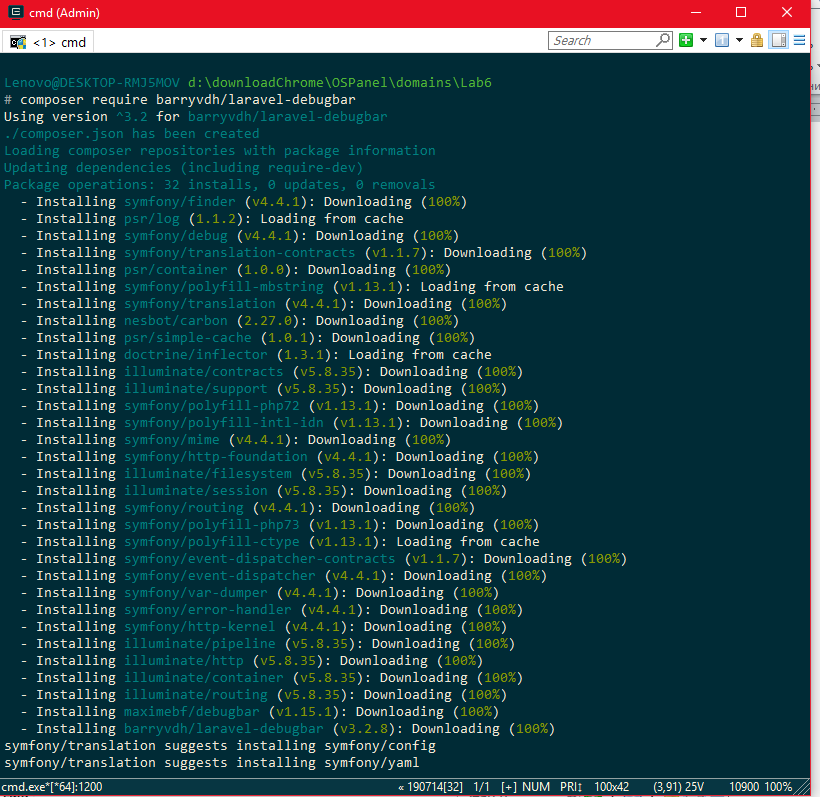 cmd (Admin)
<1> cmd
Search
Lenovo@DESKTOP-RMJ5MOV d:\downloadChrome\OSPanel\domains\Lab6
# composer require barryvdh/laravel-debugbar
Using version ^3.2 for barryvdh/laravel-debugbar
./composer.json has been created
Loading composer repositories with package information
Updating dependencies (including require-dev)
Package operations: 32 installs, 0 updates, 0 removals
- Installing symfony/finder (v4.4.1): Downloading (100%)
- Installing psr/log (1.1.2): Loading from cache
- Installing symfony/debug (v4.4.1): Downloading (100%)
- Installing symfony/translation-contracts (v1.1.7): Downloading (100%)
- Installing psr/container (1.0.0): Downloading (100%)
- Installing symfony/polyfill-mbstring (v1.13.1): Loading from cache
- Installing symfony/translation (v4.4.1): Downloading (100%)
- Installing nesbot/carbon (2.27.0): Downloading (100%)
- Installing psr/simple-cache (1.0.1): Downloading (100%)
- Installing doctrine/inflector (1.3.1): Loading from cache
- Installing illuminate/contracts (v5.8.35): Downloading (100%)
- Installing illuminate/support (v5.8.35): Downloading (100%)
- Installing symfony/polyfill-php72 (v1.13.1): Downloading (100%)
- Installing symfony/polyfill-intl-idn (v1.13.1): Downloading (100%)
- Installing symfony/mime (v4.4.1): Downloading (100%)
- Installing symfony/http-foundation (v4.4.1): Downloading (100%)
- Installing illuminate/filesystem (v5.8.35): Downloading (100%)
- Installing illuminate/session (v5.8.35): Downloading (100%)
- Installing symfony/routing (v4.4.1): Downloading (100%)
- Installing symfony/polyfill-php73 (v1.13.1): Downloading (100%)
- Installing symfony/polyfill-ctype (v1.13.1): Loading from cache
- Installing symfony/event-dispatcher-contracts (v1.1.7): Downloading (100%)
- Installing symfony/event-dispatcher (v4.4.1): Downloading (100%)
- Installing symfony/var-dumper (v4.4.1): Downloading (100%)
- Installing symfony/error-handler (v4.4.1): Downloading (100%)
- Installing symfony/http-kernel (v4.4.1): Downloading (100%)
- Installing illuminate/pipeline (v5.8.35): Downloading (100%)
- Installing illuminate/http (v5.8.35): Downloading (100%)
- Installing illuminate/container (v5.8.35): Downloading (100%)
- Installing illuminate/routing (v5.8.35): Downloading (100%)
- Installing maximebf/debugbar (v1.15.1): Downloading (100%)
- Installing barryvdh/laravel-debugbar (v3.2.8): Downloading (100%)
symfony/translation suggests installing symfony/config
symfony/translation suggests installing symfony/yaml
cmd.exe*[*64]:1200 « 190714[32] 1/1 [+] NUM PRI↕ 100x42 (3,91) 25V 10900 100%